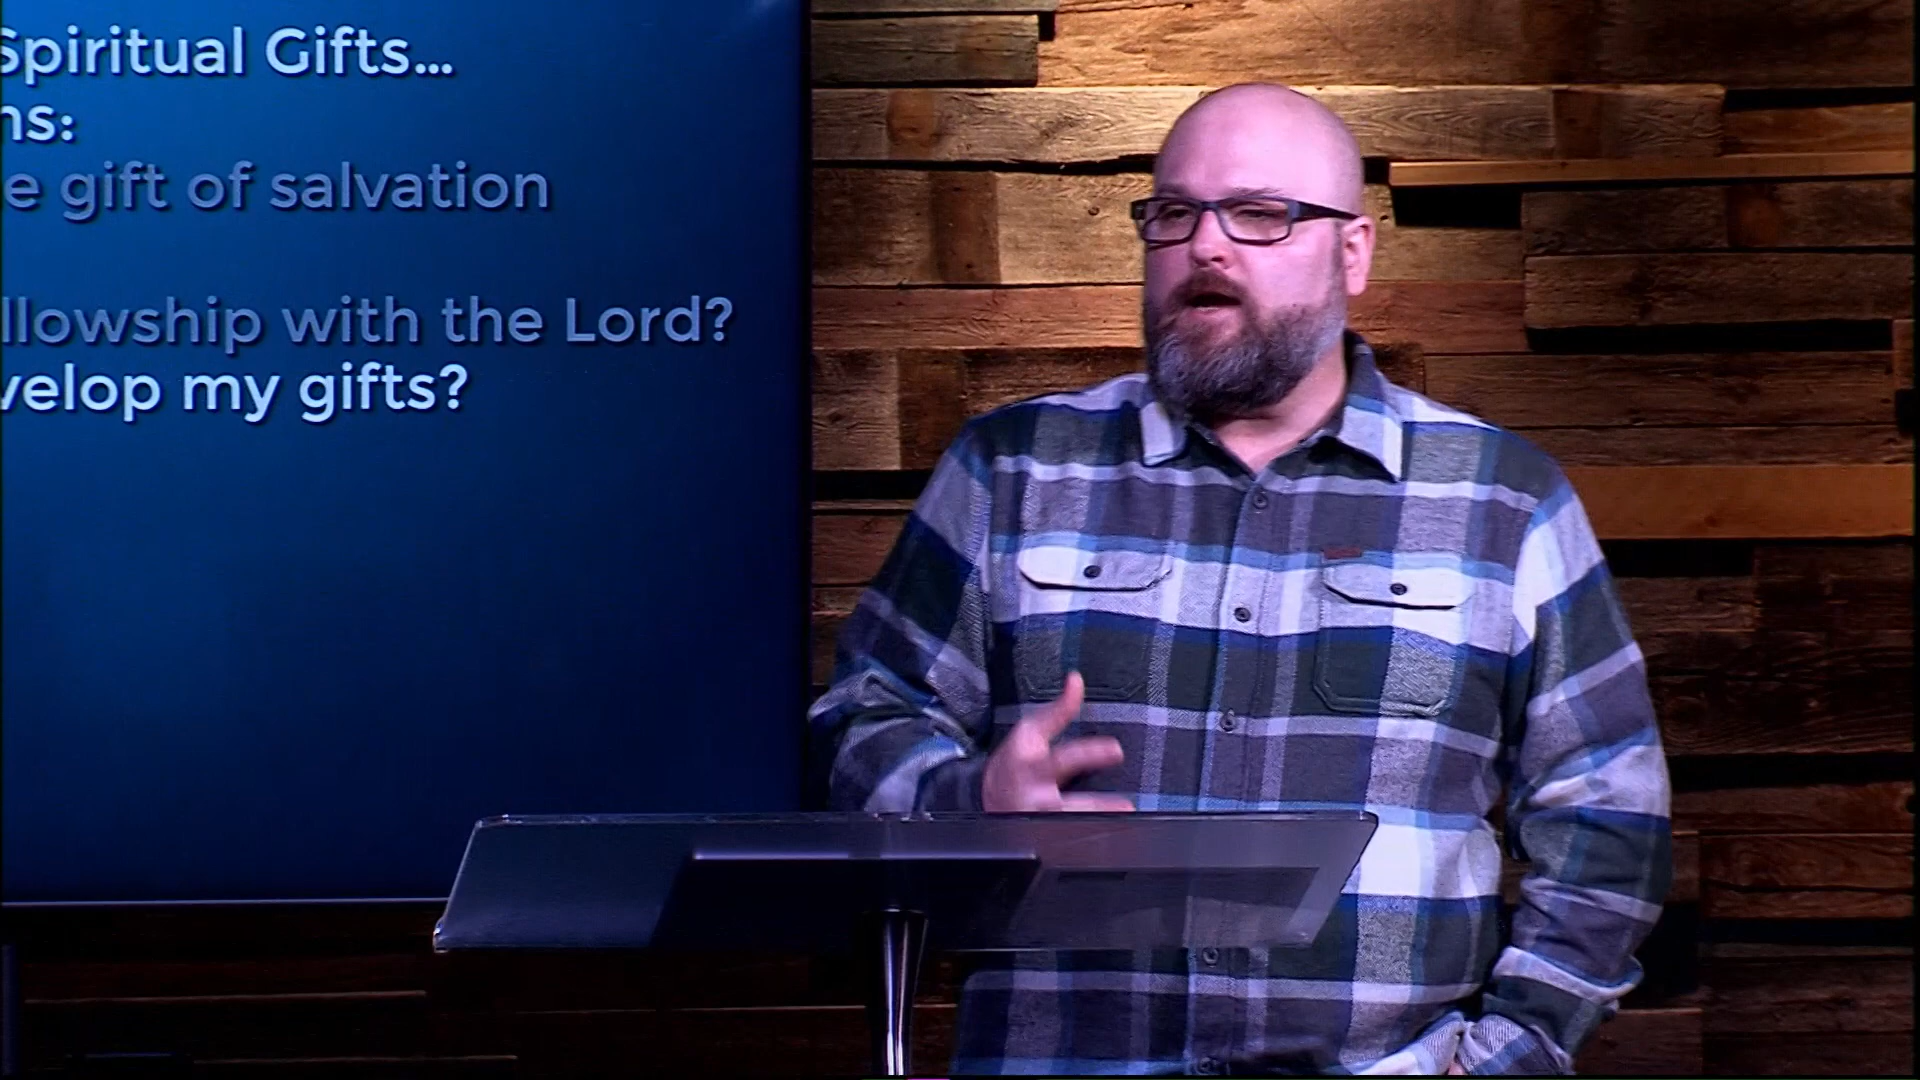 Spiritual Gifts...
ns:
e gift of salvation
llowship with the Lord?
velop my gifts?